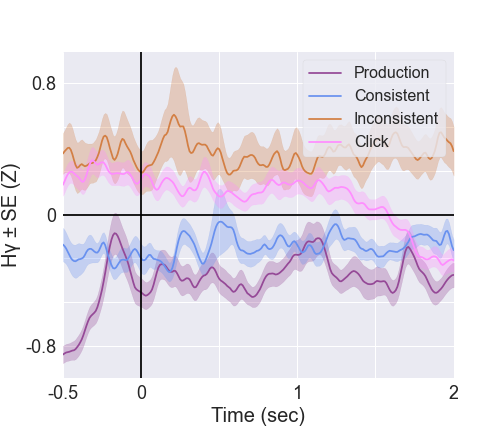 Production
Consistent
Inconsistent
Click
0.8
0
-0.8
Hγ ± SE (Z)
-0.5
0
1
2
Time (sec)